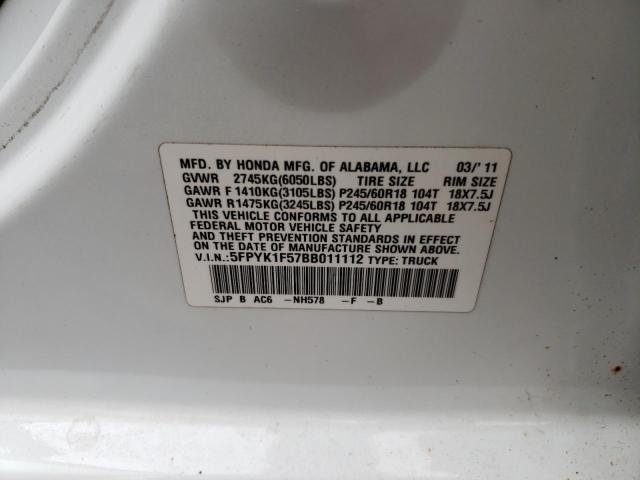 MFD. BY HONDA MFG. OF ALABAMA, LLC 03/'11
GVWR 2745KG(6050LBS) TIRE SIZE RIM SIZE
GAWR F 1410KG(3105LBS) P245/60R18 104T 18X7.5J
GAWR R 1475KG(3245LBS) P245/60R18 104T 18X7.5J
THIS VEHICLE CONFORMS TO ALL APPLICABLE
FEDERAL MOTOR VEHICLE SAFETY
AND THEFT PREVENTION STANDARDS IN EFFECT
ON THE DATE OF MANUFACTURE SHOWN ABOVE.
V.I.N.:5FPYK1F57BB011112 TYPE: TRUCK
SJP B AC6 -NH578 -F -B